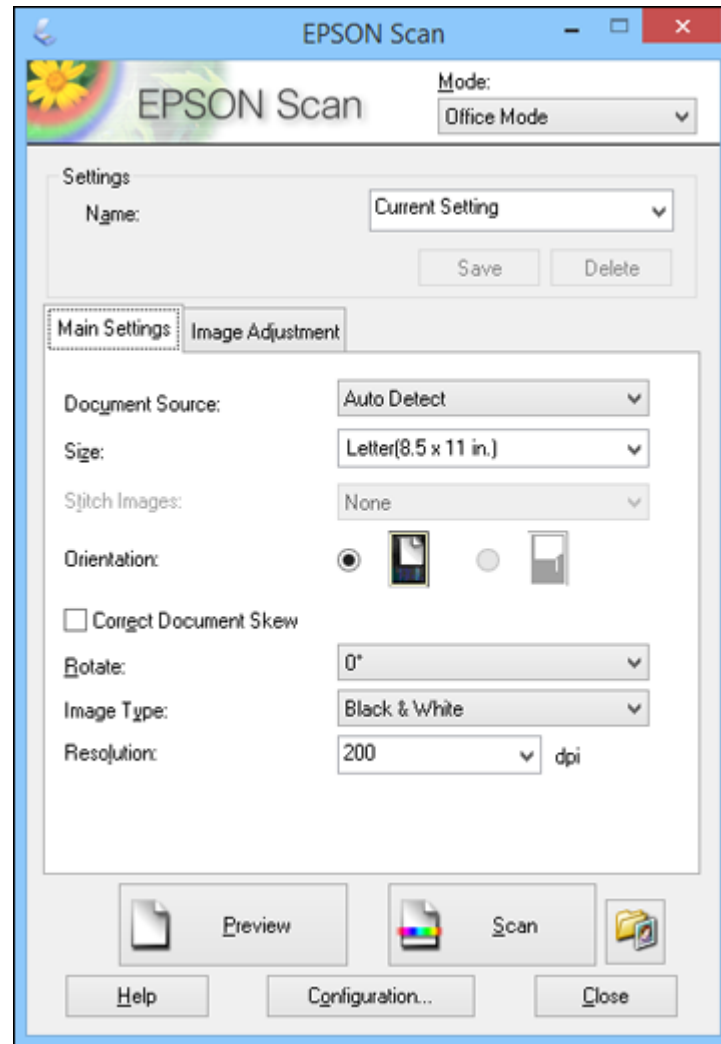 EPSON Scan
EPSON Scan
Mode:
Office Mode
Settings
Name:
Current Setting
Save Delete
Main Settings Image Adjustment
Document Source: Auto Detect
Size: Letter(8.5 x 11 in.)
Stitch Images: None
Orientation:
Correct Document Skew
Rotate: 0°
Image Type: Black & White
Resolution: 200 dpi
Preview Scan
Help Configuration... Close